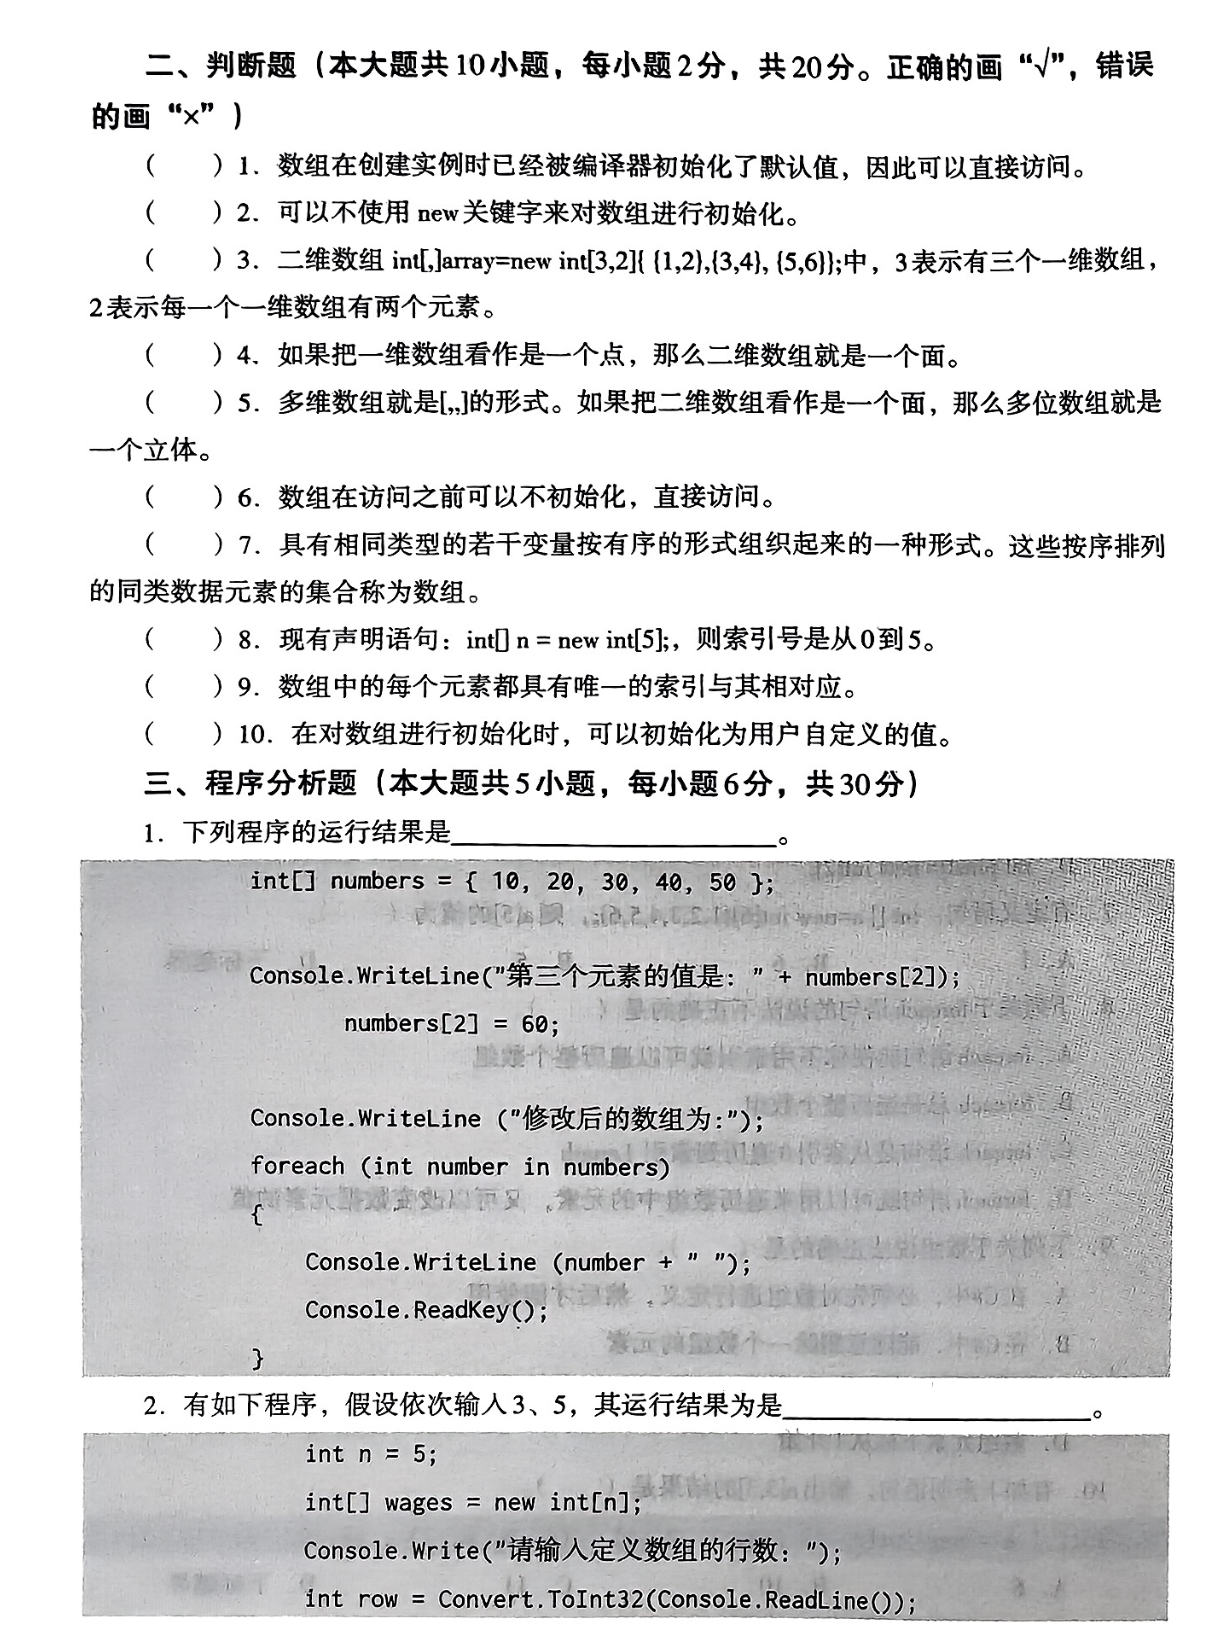 二、判断题（本大题共10小题，每小题2分，共20分。正确的画“√”，错误
的画“×”）
（ ）1. 数组在创建实例时已经被编译器初始化了默认值，因此可以直接访问。
（ ）2. 可以不使用 new关键字来对数组进行初始化。
（ ）3. 二维数组 int[,]array=new int[3,2]{ {1,2},{3,4}, {5,6}};中，3表示有三个一维数组，
2表示每一个一维数组有两个元素。
（ ）4. 如果把一维数组看作是一个点，那么二维数组就是一个面。
（ ）5. 多维数组就是[,,]的形式。如果把二维数组看作是一个面，那么多位数组就是
一个立体。
（ ）6. 数组在访问之前可以不初始化，直接访问。
（ ）7. 具有相同类型的若干变量按有序的形式组织起来的一种形式。这些按序排列
的同类数据元素的集合称为数组。
（ ）8. 现有声明语句：int[] n = new int[5];，则索引号是从0到5。
（ ）9. 数组中的每个元素都具有唯一的索引与其相对应。
（ ）10. 在对数组进行初始化时，可以初始化为用户自定义的值。
三、程序分析题（本大题共5小题，每小题6分，共30分）
1. 下列程序的运行结果是____________。
int[] numbers = { 10, 20, 30, 40, 50 };
Console.WriteLine("第三个元素的值是：" + numbers[2]);
numbers[2] = 60;
Console.WriteLine ("修改后的数组为:");
foreach (int number in numbers)
{
Console.WriteLine (number + " ");
Console.ReadKey();
}
2. 有如下程序，假设依次输入3、5，其运行结果为是____________。
int n = 5;
int[] wages = new int[n];
Console.Write("请输入定义数组的行数：");
int row = Convert.ToInt32(Console.ReadLine());